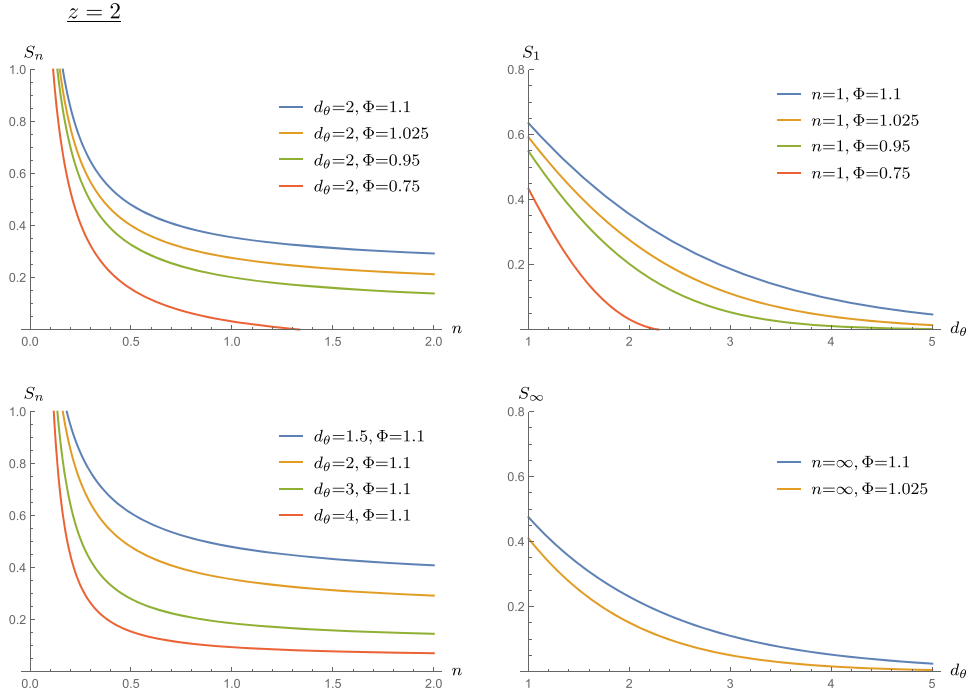 z = 2
S_n
1.0
0.8
0.6
0.4
0.2
0.0
0.5
1.0
1.5
2.0
n
d_θ=2, Φ=1.1
d_θ=2, Φ=1.025
d_θ=2, Φ=0.95
d_θ=2, Φ=0.75
S_1
0.8
0.6
0.4
0.2
1
2
3
4
5
d_θ
n=1, Φ=1.1
n=1, Φ=1.025
n=1, Φ=0.95
n=1, Φ=0.75
S_n
1.0
0.8
0.6
0.4
0.2
0.0
0.5
1.0
1.5
2.0
n
d_θ=1.5, Φ=1.1
d_θ=2, Φ=1.1
d_θ=3, Φ=1.1
d_θ=4, Φ=1.1
S_∞
0.8
0.6
0.4
0.2
1
2
3
4
5
d_θ
n=∞, Φ=1.1
n=∞, Φ=1.025